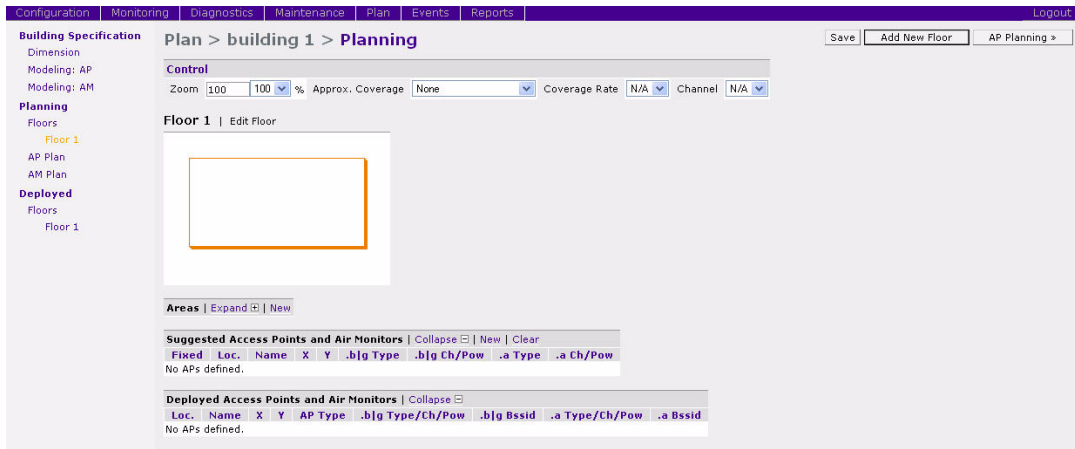 Configuration | Monitoring | Diagnostics | Maintenance | Plan | Events | Reports | Logout
Building Specification
Dimension
Modeling: AP
Modeling: AM
Planning
Floors
Floor 1
AP Plan
AM Plan
Deployed
Floors
Floor 1
Plan > building 1 > Planning
Save Add New Floor AP Planning »
Control
Zoom 100 100 % Approx. Coverage None Coverage Rate N/A Channel N/A
Floor 1 | Edit Floor
Areas | Expand | New
Suggested Access Points and Air Monitors | Collapse | New | Clear
Fixed Loc. Name X Y .b|g Type .b|g Ch/Pow .a Type .a Ch/Pow
No APs defined.
Deployed Access Points and Air Monitors | Collapse
Loc. Name X Y AP Type .b|g Type/Ch/Pow .b|g Bssid .a Type/Ch/Pow .a Bssid
No APs defined.